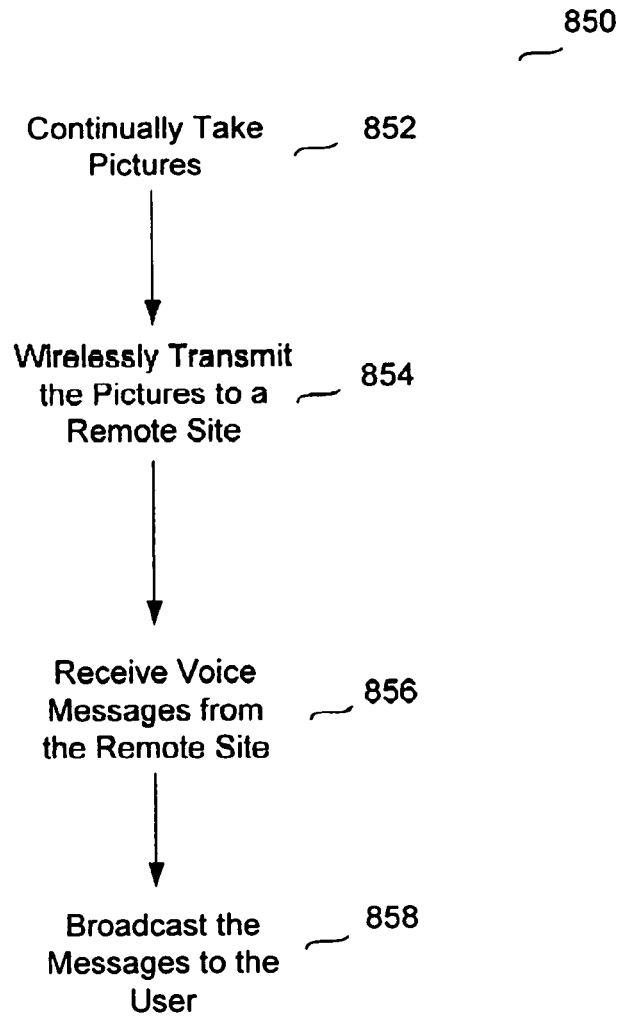 850
Continually Take
Pictures
852
Wirelessly Transmit
the Pictures to a
Remote Site
854
Receive Voice
Messages from
the Remote Site
856
Broadcast the
Messages to the
User
858